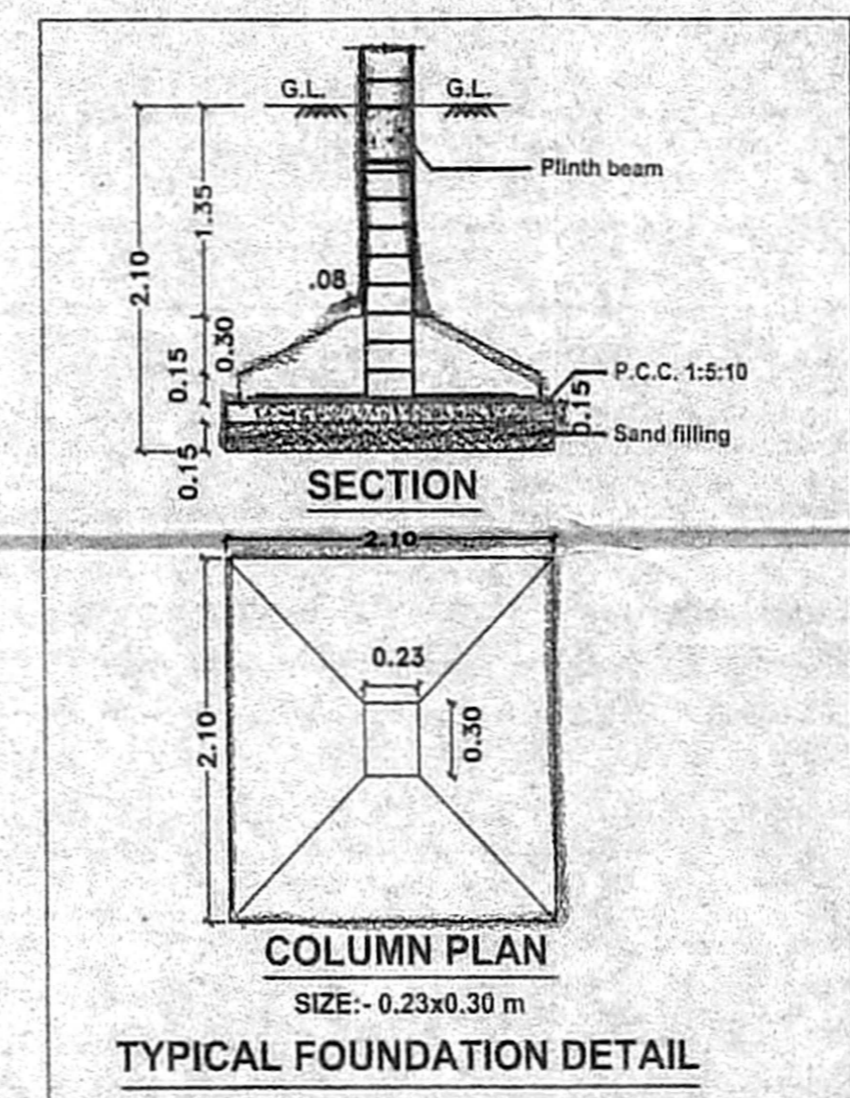 G.L. G.L.
Plinth beam
1.35
2.10
.08
0.30
0.15
P.C.C. 1:5:10
0.15
Sand filling
0.15
SECTION
2.10
0.23
0.30
2.10
COLUMN PLAN
SIZE:- 0.23x0.30 m
TYPICAL FOUNDATION DETAIL